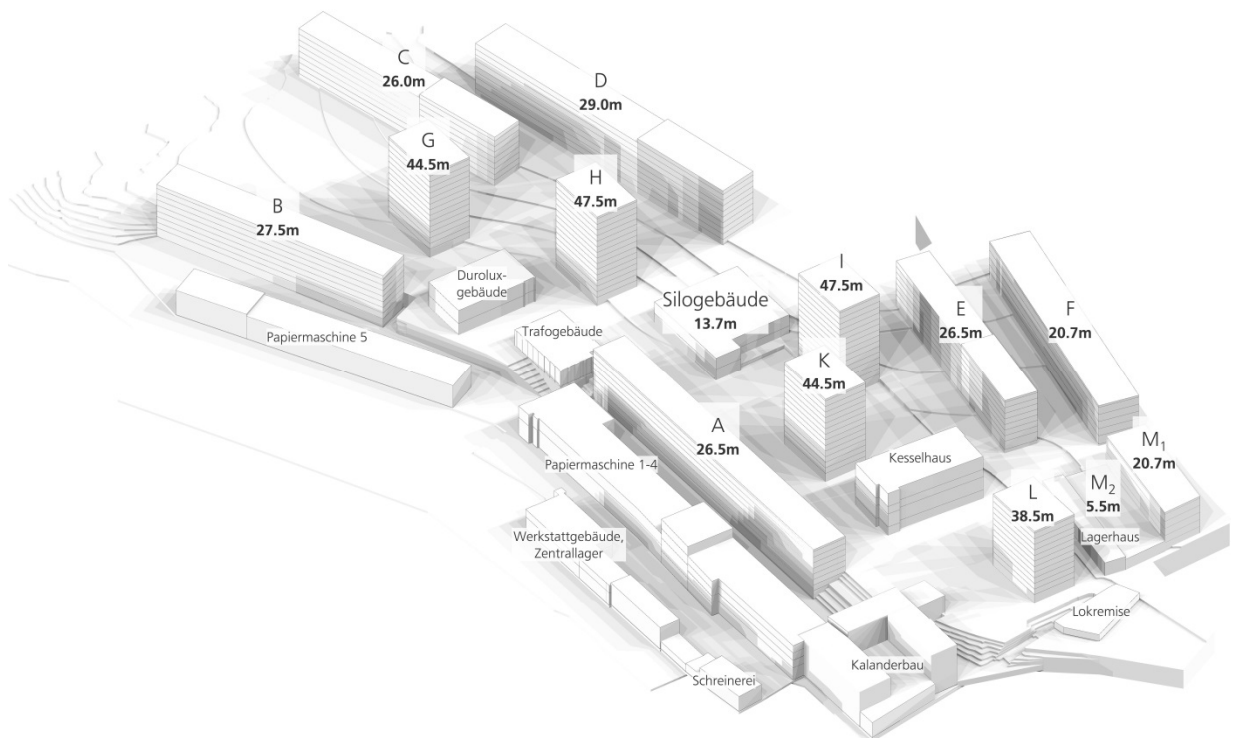 C
26.0m
D
29.0m
G
44.5m
H
47.5m
B
27.5m
Durolux-
gebäude
Silogebäude
13.7m
I
47.5m
E
26.5m
F
20.7m
Papiermaschine 5
Trafogebäude
K
44.5m
A
26.5m
Papiermaschine 1-4
Kesselhaus
M₁
20.7m
M₂
5.5m
L
38.5m
Lagerhaus
Werkstattgebäude,
Zentrallager
Lokremise
Kalanderbau
Schreinerei